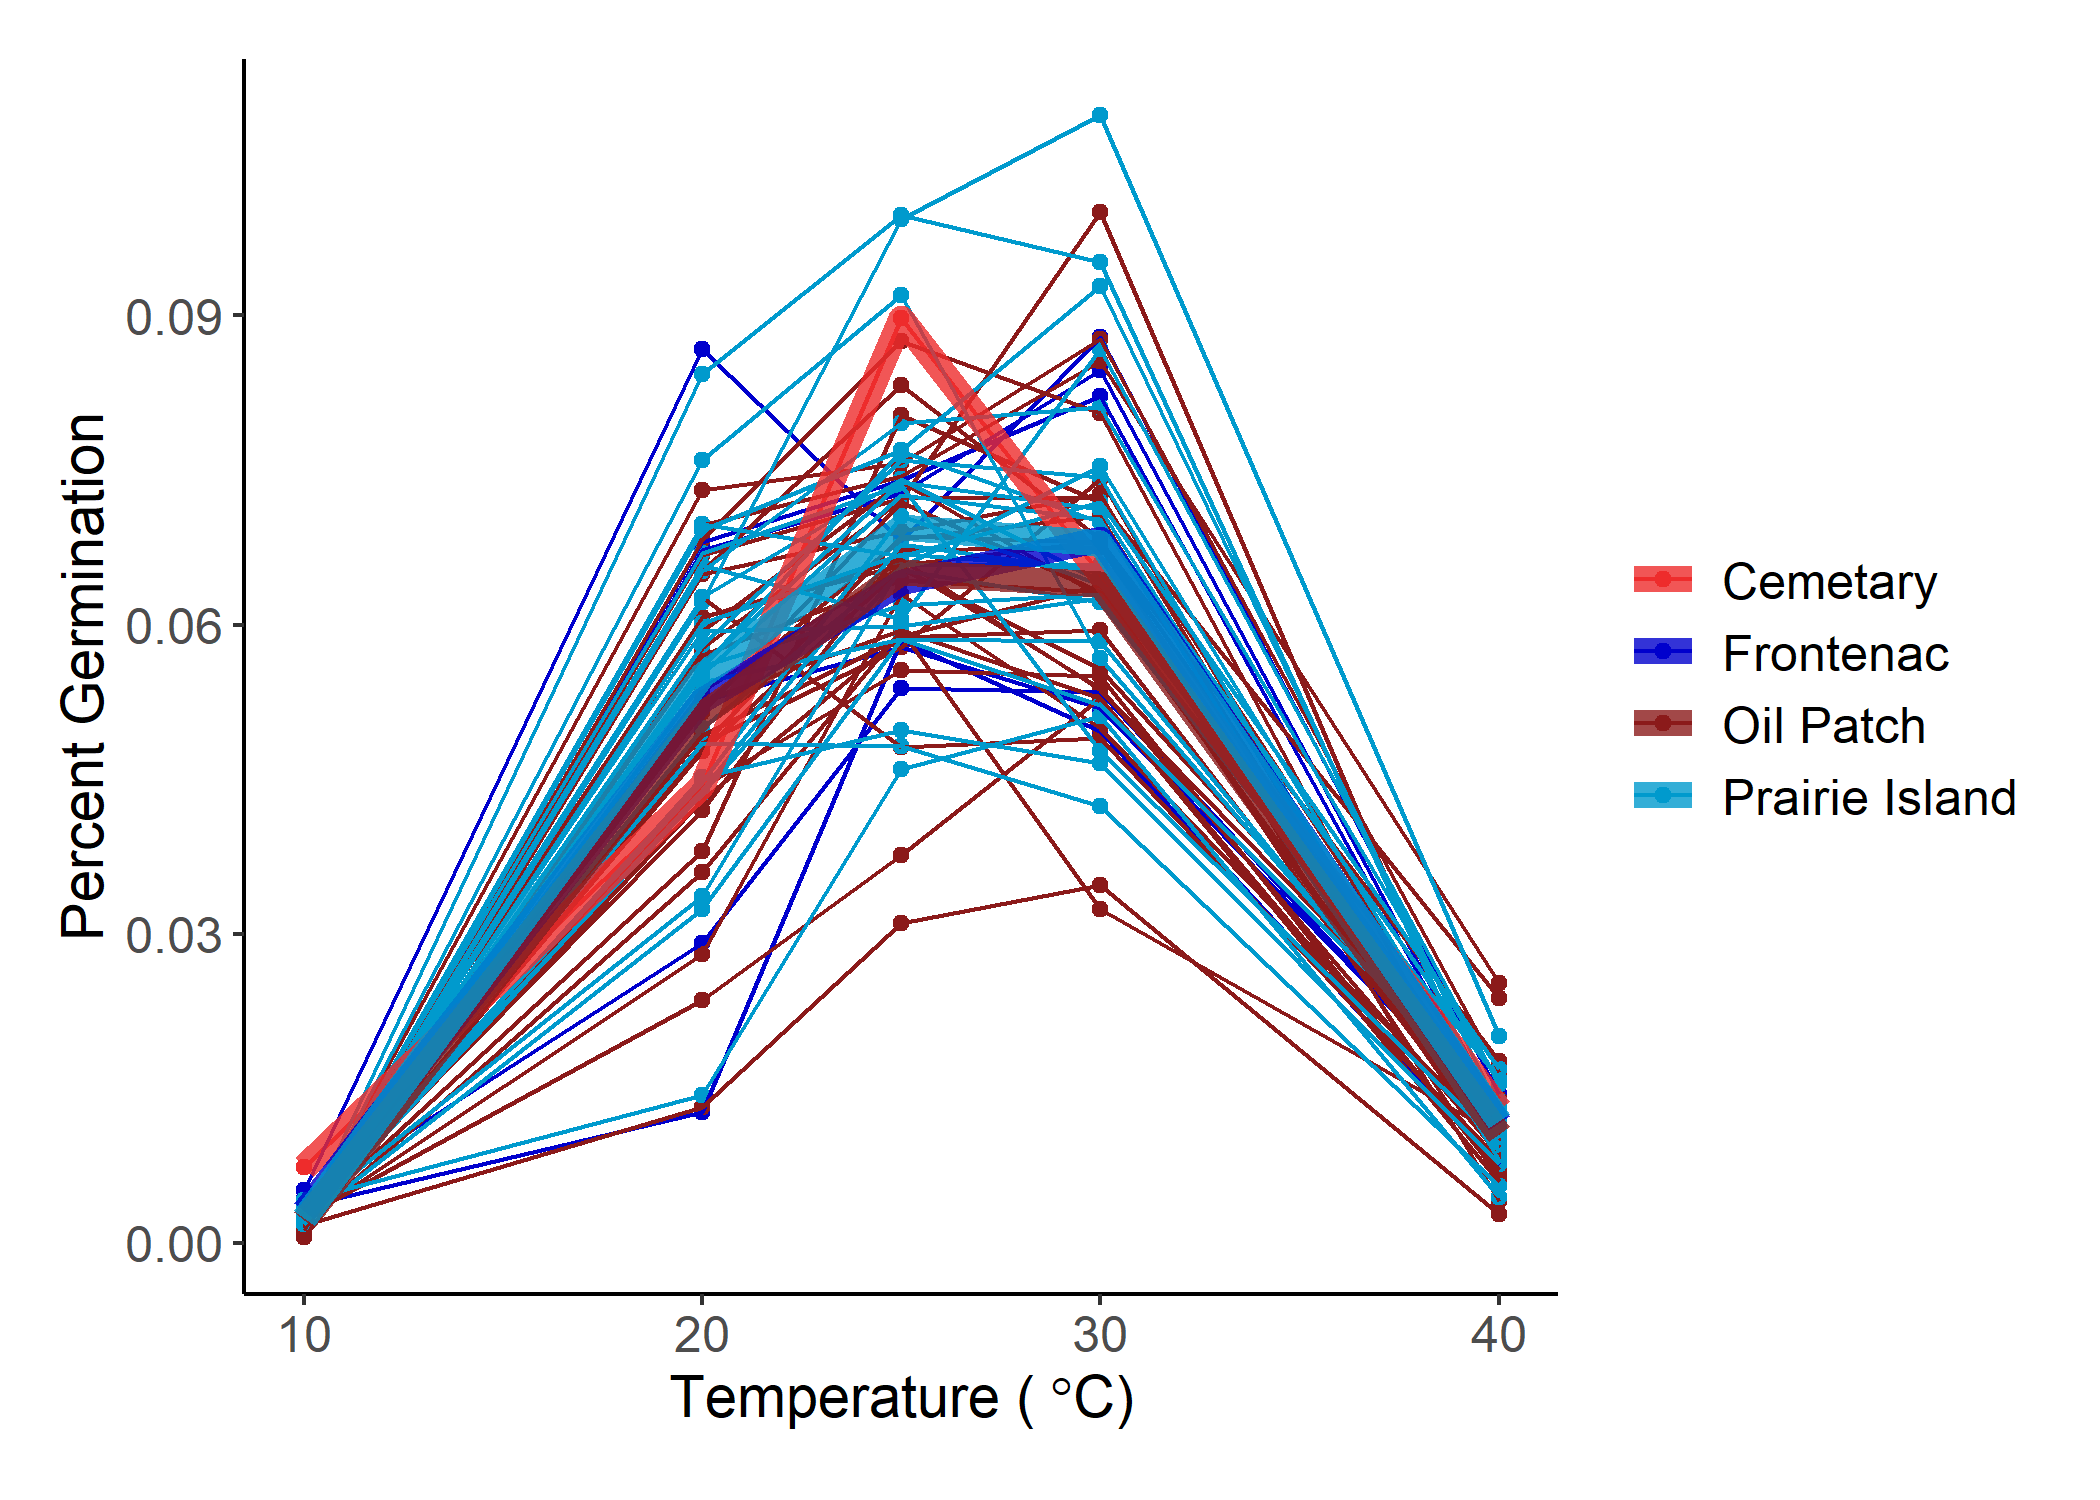 Percent Germination
0.09
0.06
0.03
0.00
10 20 30 40
Temperature ( °C)
Cemetary
Frontenac
Oil Patch
Prairie Island